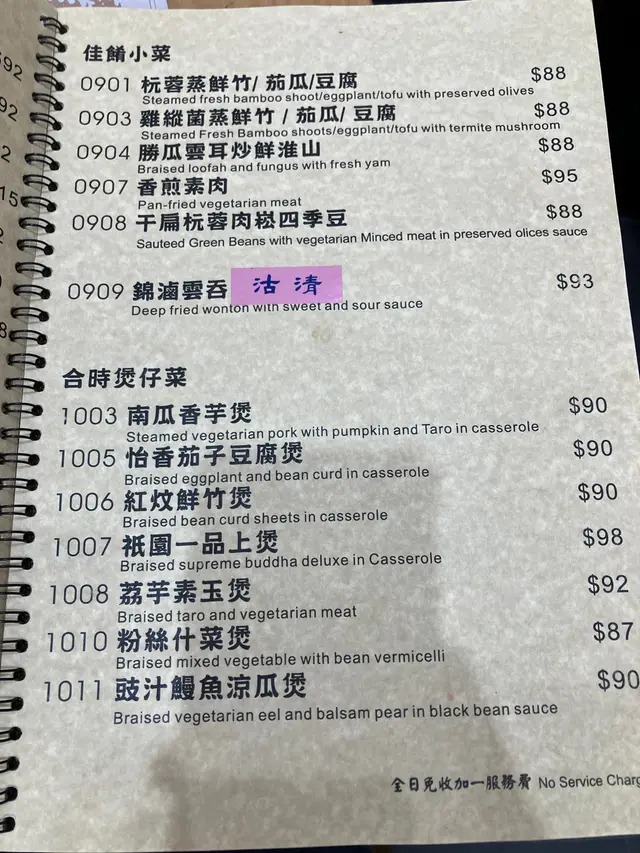 佳餚小菜
0901 杬蓉蒸鮮竹/ 茄瓜/豆腐 $88
Steamed fresh bamboo shoot/eggplant/tofu with preserved olives
0903 雞縱菌蒸鮮竹 / 茄瓜/ 豆腐 $88
Steamed Fresh Bamboo shoots/eggplant/tofu with termite mushroom
0904 勝瓜雲耳炒鮮淮山 $88
Braised loofah and fungus with fresh yam
0907 香煎素肉 $95
Pan-fried vegetarian meat
0908 干扁杬蓉肉崧四季豆 $88
Sauteed Green Beans with vegetarian Minced meat in preserved olices sauce
0909 錦滷雲吞 沽清 $93
Deep fried wonton with sweet and sour sauce
合時煲仔菜
1003 南瓜香芋煲 $90
Steamed vegetarian pork with pumpkin and Taro in casserole
1005 怡香茄子豆腐煲 $90
Braised eggplant and bean curd in casserole
1006 紅炆鮮竹煲 $90
Braised bean curd sheets in casserole
1007 祇園一品上煲 $98
Braised supreme buddha deluxe in Casserole
1008 荔芋素玉煲 $92
Braised taro and vegetarian meat
1010 粉絲什菜煲 $87
Braised mixed vegetable with bean vermicelli
1011 豉汁鰻魚涼瓜煲 $90
Braised vegetarian eel and balsam pear in black bean sauce
全日免收加一服務費 No Service Charg